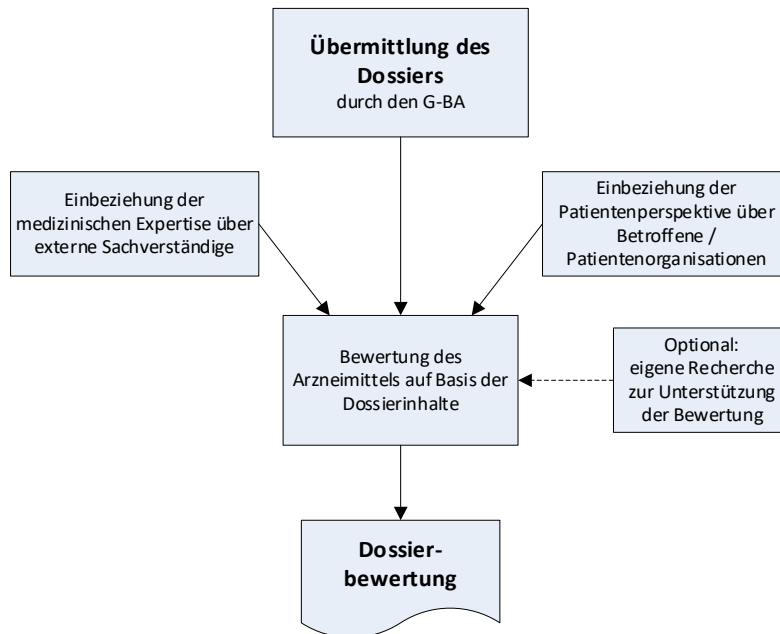 Übermittlung des
Dossiers
durch den G-BA
Einbeziehung der
medizinischen Expertise über
externe Sachverständige
Einbeziehung der
Patientenperspektive über
Betroffene /
Patientenorganisationen
Bewertung des
Arzneimittels auf Basis der
Dossierinhalte
Optional:
eigene Recherche
zur Unterstützung
der Bewertung
Dossier-
bewertung